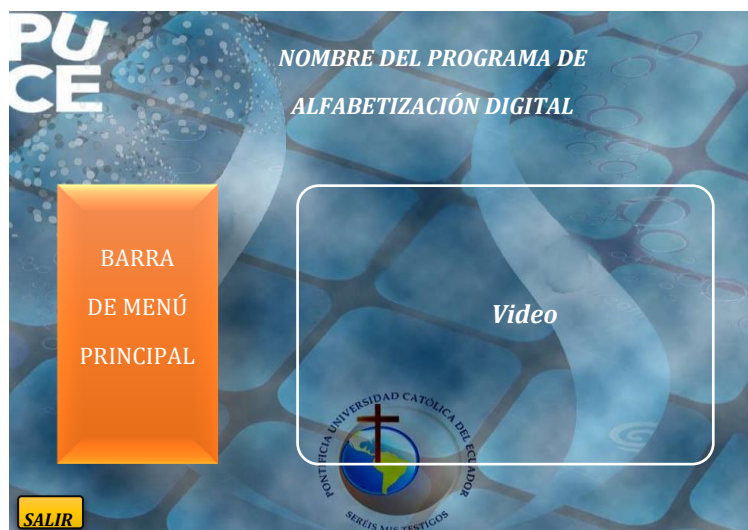 PU
CE
NOMBRE DEL PROGRAMA DE
ALFABETIZACIÓN DIGITAL
BARRA
DE MENÚ
PRINCIPAL
Video
PONTIFICIA UNIVERSIDAD CATÓLICA DEL ECUADOR
SERÉIS MIS TESTIGOS
SALIR